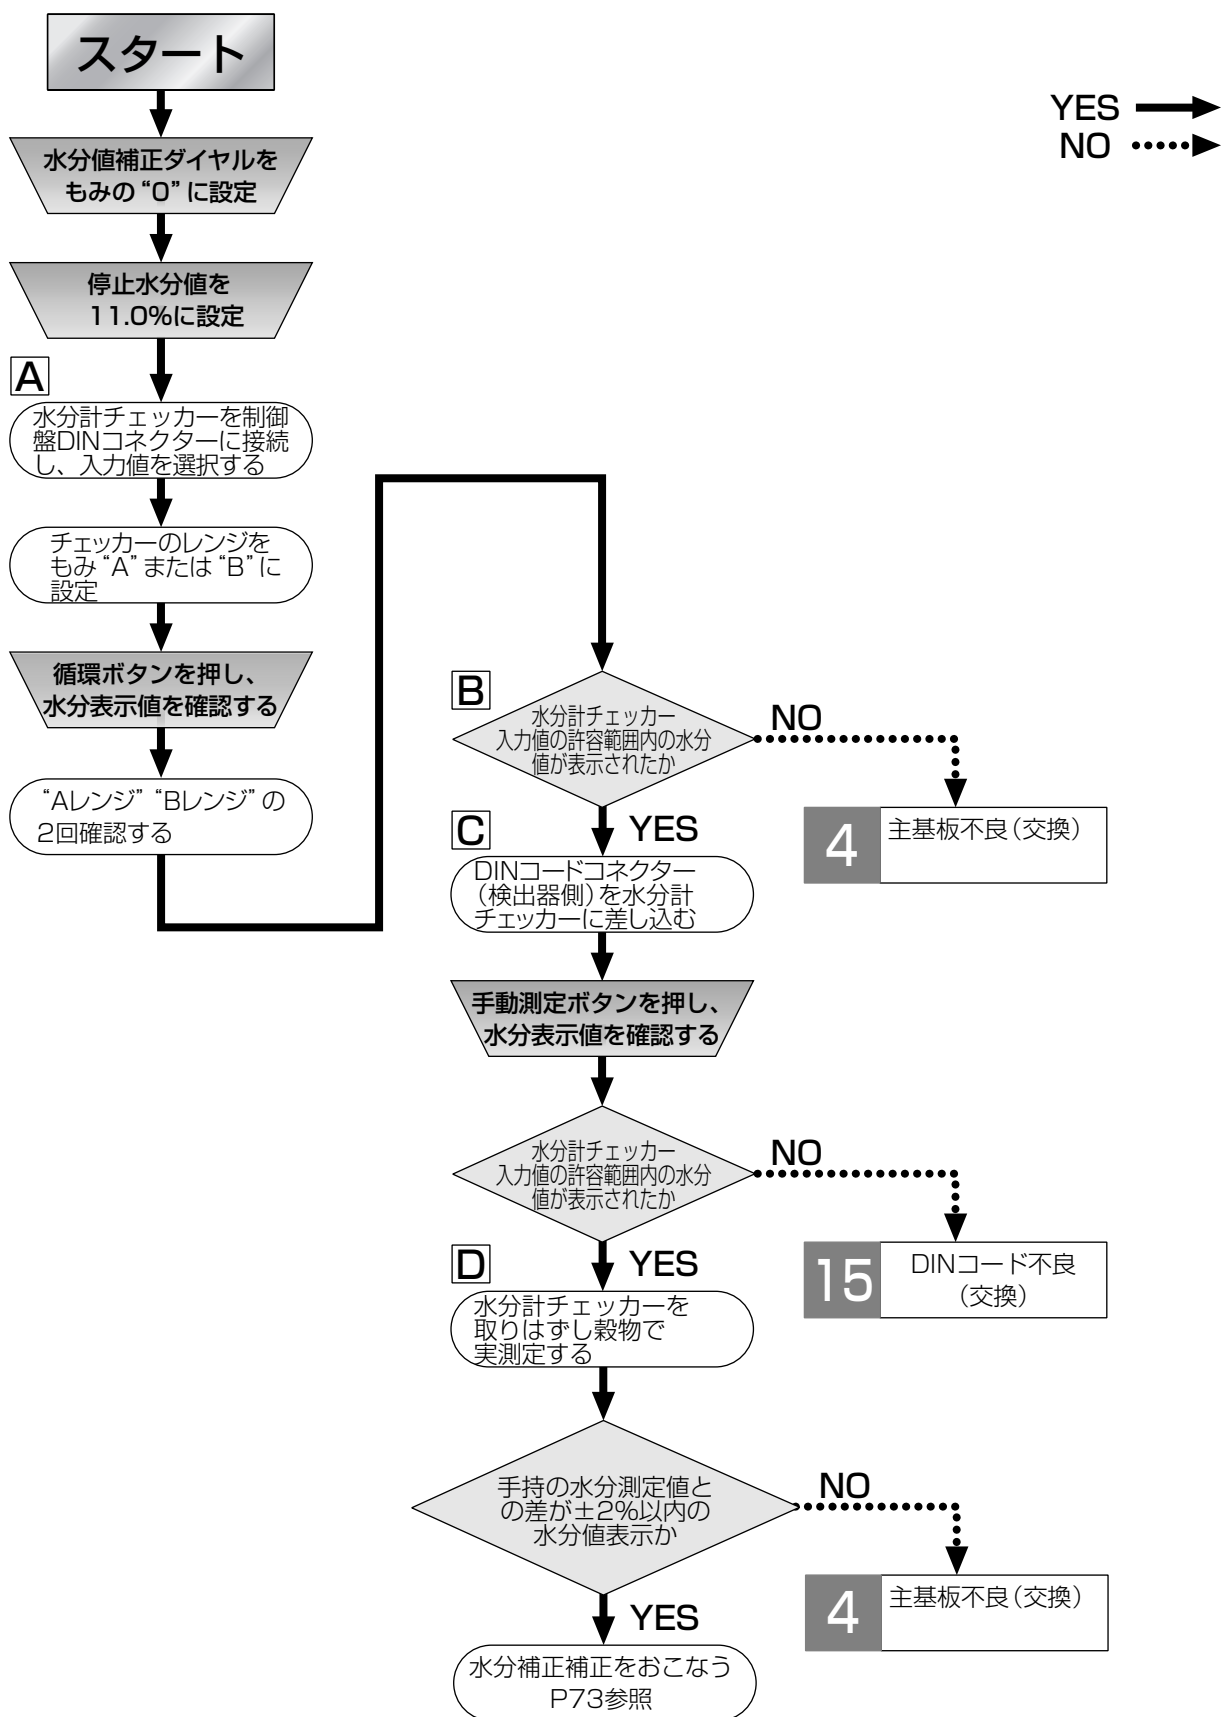 スタート
YES
NO
水分値補正ダイヤルを
もみの“0”に設定
停止水分値を
11.0%に設定
A
水分計チェッカーを制御
盤DINコネクターに接続
し、入力値を選択する
チェッカーのレンジを
もみ“A”または“B”に
設定
循環ボタンを押し、
水分表示値を確認する
“Aレンジ”“Bレンジ”の
2回確認する
B
水分計チェッカー
入力値の許容範囲内の水分
値が表示されたか
NO
4
主基板不良(交換)
YES
C
DINコードコネクター
(検出器側)を水分計
チェッカーに差し込む
手動測定ボタンを押し、
水分表示値を確認する
水分計チェッカー
入力値の許容範囲内の水分
値が表示されたか
NO
15
DINコード不良
(交換)
YES
D
水分計チェッカーを
取りはずし穀物で
実測定する
手持の水分測定値と
の差が±2%以内の
水分値表示か
NO
4
主基板不良(交換)
YES
水分補正補正をおこなう
P73参照